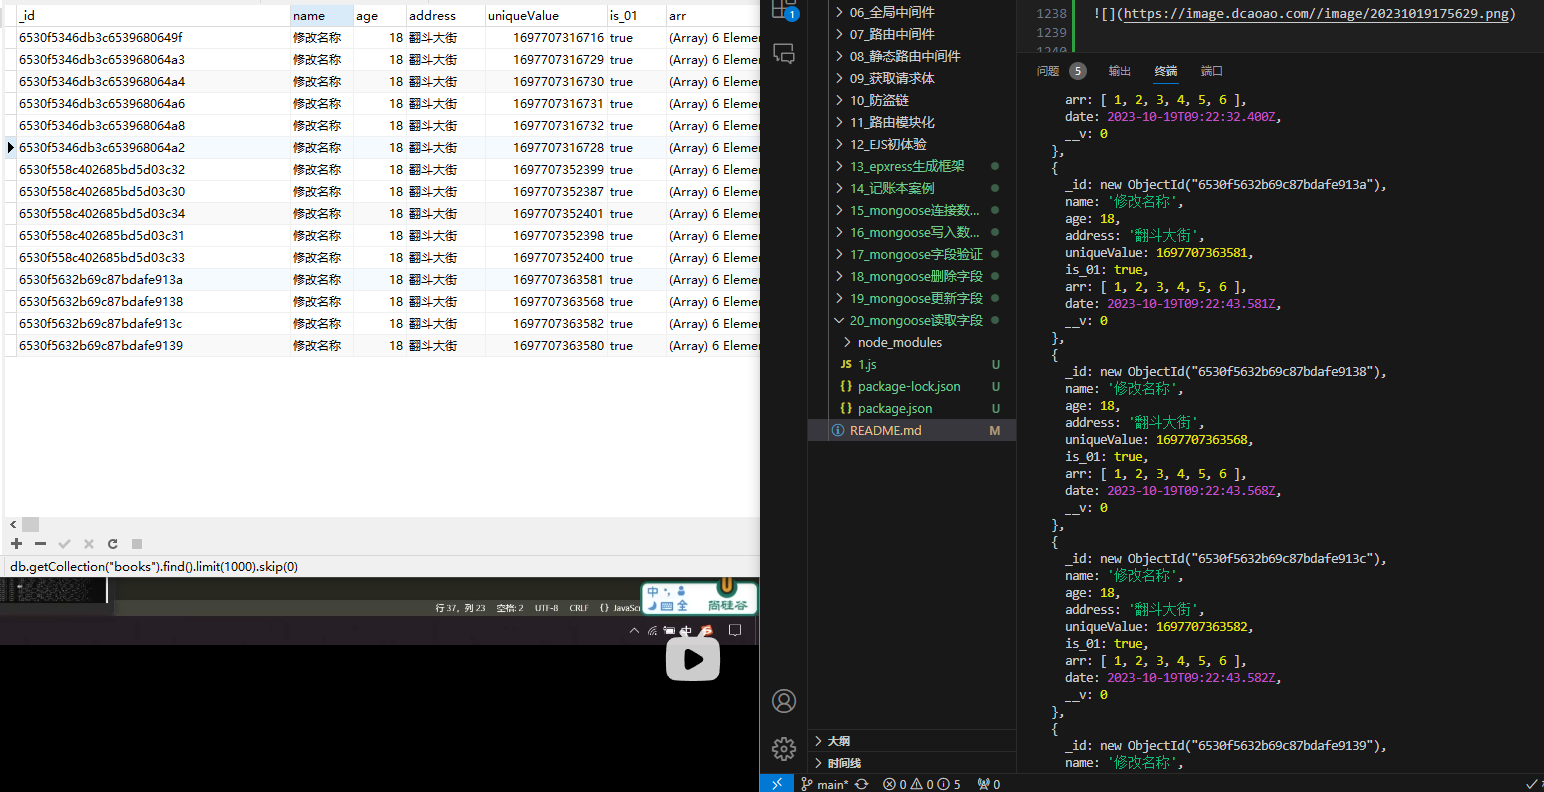 _id name age address uniqueValue is_01 arr
6530f5346db3c6539680649f 修改名称 18 翻斗大街 1697707316716 true (Array) 6 Elemen
6530f5346db3c653968064a3 修改名称 18 翻斗大街 1697707316729 true (Array) 6 Elemen
6530f5346db3c653968064a4 修改名称 18 翻斗大街 1697707316730 true (Array) 6 Elemen
6530f5346db3c653968064a6 修改名称 18 翻斗大街 1697707316731 true (Array) 6 Elemen
6530f5346db3c653968064a8 修改名称 18 翻斗大街 1697707316732 true (Array) 6 Elemen
6530f5346db3c653968064a2 修改名称 18 翻斗大街 1697707316728 true (Array) 6 Elemen
6530f558c402685bd5d03c32 修改名称 18 翻斗大街 1697707352399 true (Array) 6 Elemen
6530f558c402685bd5d03c30 修改名称 18 翻斗大街 1697707352387 true (Array) 6 Elemen
6530f558c402685bd5d03c34 修改名称 18 翻斗大街 1697707352401 true (Array) 6 Elemen
6530f558c402685bd5d03c31 修改名称 18 翻斗大街 1697707352398 true (Array) 6 Elemen
6530f558c402685bd5d03c33 修改名称 18 翻斗大街 1697707352400 true (Array) 6 Elemen
6530f5632b69c87bdafe913a 修改名称 18 翻斗大街 1697707363581 true (Array) 6 Elemen
6530f5632b69c87bdafe9138 修改名称 18 翻斗大街 1697707363568 true (Array) 6 Elemen
6530f5632b69c87bdafe913c 修改名称 18 翻斗大街 1697707363582 true (Array) 6 Elemen
6530f5632b69c87bdafe9139 修改名称 18 翻斗大街 1697707363580 true (Array) 6 Elemen
db.getCollection("books").find().limit(1000).skip(0)
行 37，列 23 空格: 2 UTF-8 CRLF {} JavaScr
中
全
尚硅谷
中
1
06_全局中间件
07_路由中间件
08_静态路由中间件
09_获取请求体
10_防盗链
11_路由模块化
12_EJS初体验
13_epxress生成框架
14_记账本案例
15_mongoose连接数...
16_mongoose写入数...
17_mongoose字段验证
18_mongoose删除字段
19_mongoose更新字段
20_mongoose读取字段
node_modules
JS 1.js U
{} package-lock.json U
{} package.json U
README.md M
大纲
时间线
1238 ![](https://image.dcaoao.com//image/20231019175629.png)
1239
1240
问题 5 输出 终端 端口
arr: [ 1, 2, 3, 4, 5, 6 ],
date: 2023-10-19T09:22:32.400Z,
__v: 0
},
{
_id: new ObjectId("6530f5632b69c87bdafe913a"),
name: '修改名称',
age: 18,
address: '翻斗大街',
uniqueValue: 1697707363581,
is_01: true,
arr: [ 1, 2, 3, 4, 5, 6 ],
date: 2023-10-19T09:22:43.581Z,
__v: 0
},
{
_id: new ObjectId("6530f5632b69c87bdafe9138"),
name: '修改名称',
age: 18,
address: '翻斗大街',
uniqueValue: 1697707363568,
is_01: true,
arr: [ 1, 2, 3, 4, 5, 6 ],
date: 2023-10-19T09:22:43.568Z,
__v: 0
},
{
_id: new ObjectId("6530f5632b69c87bdafe913c"),
name: '修改名称',
age: 18,
address: '翻斗大街',
uniqueValue: 1697707363582,
is_01: true,
arr: [ 1, 2, 3, 4, 5, 6 ],
date: 2023-10-19T09:22:43.582Z,
__v: 0
},
{
_id: new ObjectId("6530f5632b69c87bdafe9139"),
name: '修改名称',
main* 0 0 5 0